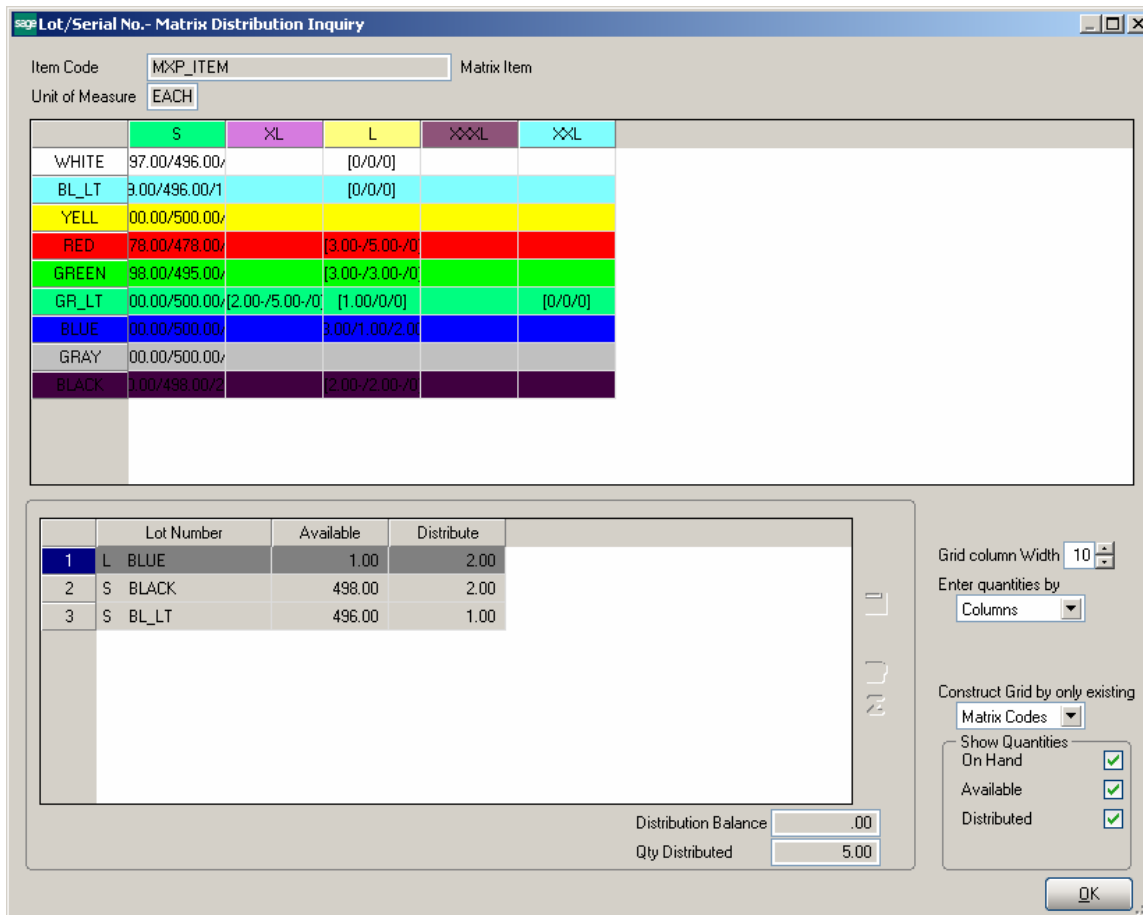 sage Lot/Serial No.- Matrix Distribution Inquiry
Item Code MXP_ITEM Matrix Item
Unit of Measure EACH
S XL L XXXL XXL
WHITE 97.00/496.00/ [0/0/0]
BL_LT 9.00/496.00/1 [0/0/0]
YELL 00.00/500.00/
RED 78.00/478.00/ [3.00-/5.00-/0]
GREEN 98.00/495.00/ [3.00-/3.00-/0]
GR_LT 00.00/500.00/ [2.00-/5.00-/0] [1.00/0/0] [0/0/0]
BLUE 00.00/500.00/ 3.00/1.00/2.00
GRAY 00.00/500.00/
BLACK 0.00/498.00/2 [2.00-/2.00-/0
Lot Number Available Distribute
1 L BLUE 1.00 2.00
2 S BLACK 498.00 2.00
3 S BL_LT 496.00 1.00
Grid column Width 10
Enter quantities by
Columns
Construct Grid by only existing
Matrix Codes
Show Quantities
On Hand
Available
Distributed
Distribution Balance .00
Qty Distributed 5.00
OK